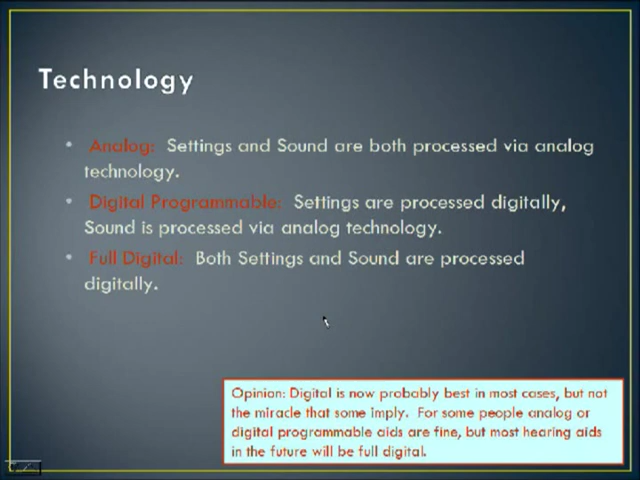 Technology
• Analog: Settings and Sound are both processed via analog
technology.
• Digital Programmable: Settings are processed digitally,
Sound is processed via analog technology.
• Full Digital: Both Settings and Sound are processed
digitally.
Opinion: Digital is now probably best in most cases, but not
the miracle that some imply. For some people analog or
digital programmable aids are fine, but most hearing aids
in the future will be full digital.